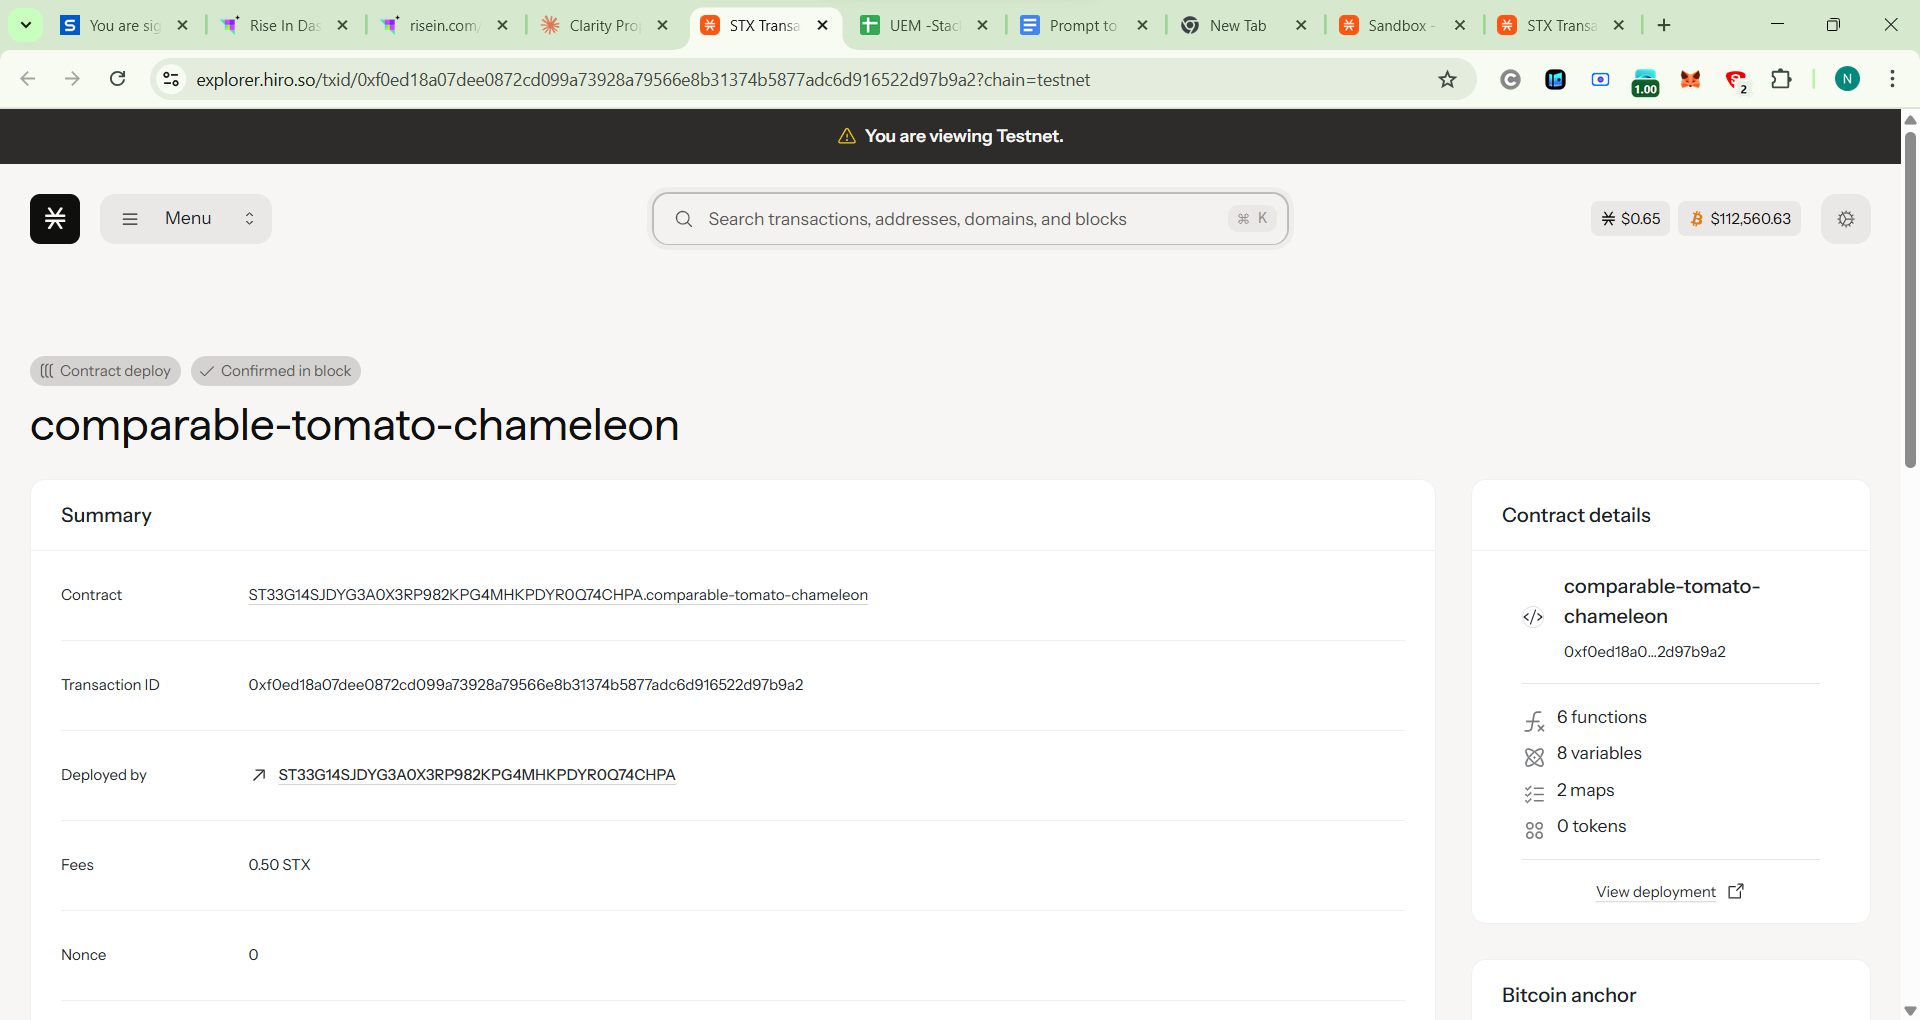 You are sig
Rise In Das
risein.com/
Clarity Pro
STX Transa
UEM -Stac
Prompt to
New Tab
Sandbox -
STX Transa
explorer.hiro.so/txid/0xf0ed18a07dee0872cd099a73928a79566e8b31374b5877adc6d916522d97b9a2?chain=testnet
1.00
2
N
You are viewing Testnet.
Menu
Search transactions, addresses, domains, and blocks
⌘ K
$0.65
$112,560.63
Contract deploy
Confirmed in block
comparable-tomato-chameleon
Summary
Contract
ST33G14SJDYG3A0X3RP982KPG4MHKPDYR0Q74CHPA.comparable-tomato-chameleon
Transaction ID
0xf0ed18a07dee0872cd099a73928a79566e8b31374b5877adc6d916522d97b9a2
Deployed by
ST33G14SJDYG3A0X3RP982KPG4MHKPDYR0Q74CHPA
Fees
0.50 STX
Nonce
0
Contract details
comparable-tomato-
chameleon
0xf0ed18a0...2d97b9a2
6 functions
8 variables
2 maps
0 tokens
View deployment
Bitcoin anchor